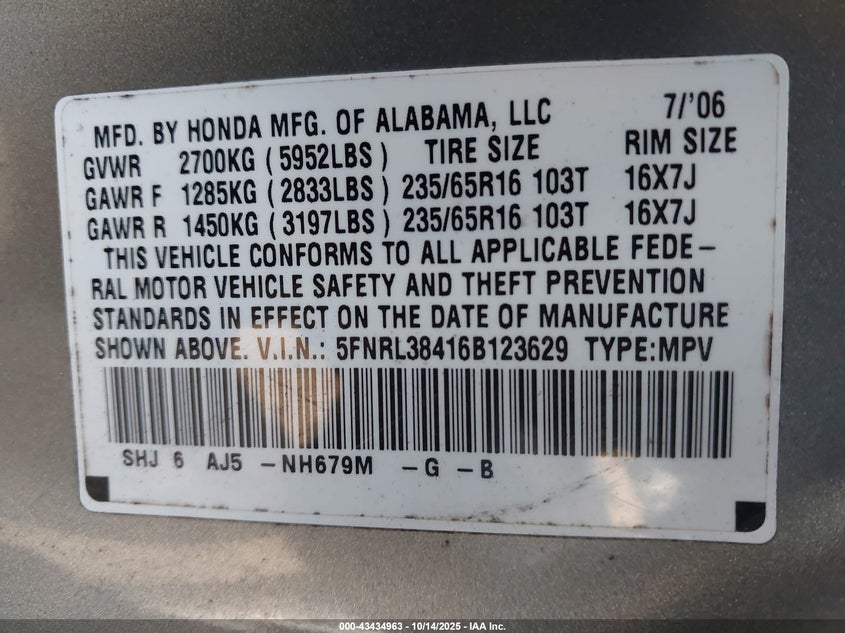 MFD. BY HONDA MFG. OF ALABAMA, LLC 7/'06
GVWR 2700KG ( 5952LBS ) TIRE SIZE RIM SIZE
GAWR F 1285KG ( 2833LBS ) 235/65R16 103T 16X7J
GAWR R 1450KG ( 3197LBS ) 235/65R16 103T 16X7J
THIS VEHICLE CONFORMS TO ALL APPLICABLE FEDE-
RAL MOTOR VEHICLE SAFETY AND THEFT PREVENTION
STANDARDS IN EFFECT ON THE DATE OF MANUFACTURE
SHOWN ABOVE. V.I.N.: 5FNRL38416B123629 TYPE:MPV
SHJ 6 AJ5 -NH679M -G -B
000-43434963 | 10/14/2025 | IAA Inc.